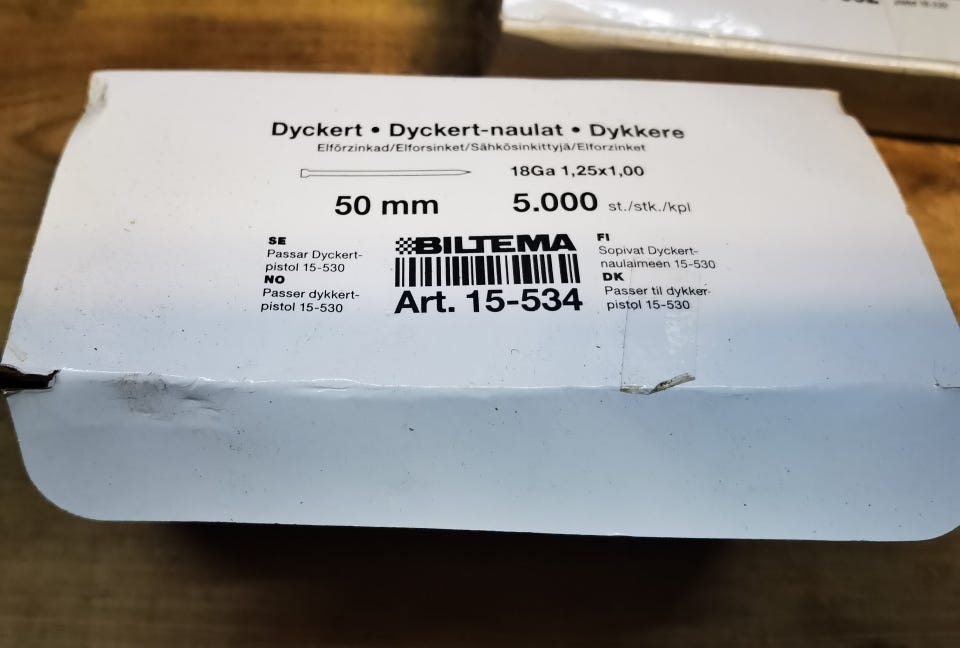 Dyckert • Dyckert-naulat • Dykkere
Elförzinkad/Elforsinket/Sähkösinkittyjä/Elforzinket
18Ga 1,25x1,00
50 mm 5.000 st./stk./kpl
BILTEMA
Art. 15-534
SE
Passar Dyckert-
pistol 15-530
NO
Passer dykkert-
pistol 15-530
FI
Sopivat Dyckert-
naulaimeen 15-530
DK
Passer til dykker-
pistol 15-530